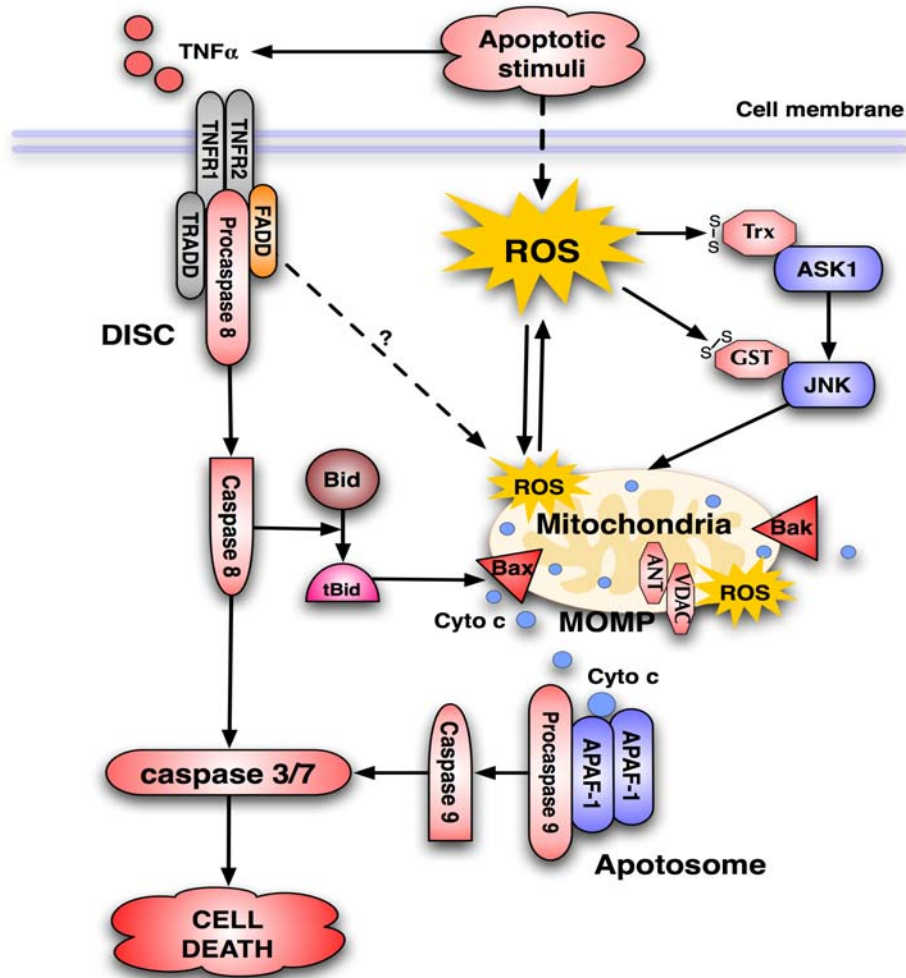 TNFα
Apoptotic
stimuli
Cell membrane
TNFR1
TNFR2
TRADD
Procaspase 8
FADD
DISC
ROS
S
S
Trx
ASK1
?
S
S
GST
JNK
Caspase 8
Bid
tBid
ROS
Mitochondria
Bak
Bax
ANT
VDAC
ROS
Cyto c
MOMP
Cyto c
caspase 3/7
Caspase 9
Procaspase 9
APAF-1
APAF-1
Apotosome
CELL
DEATH